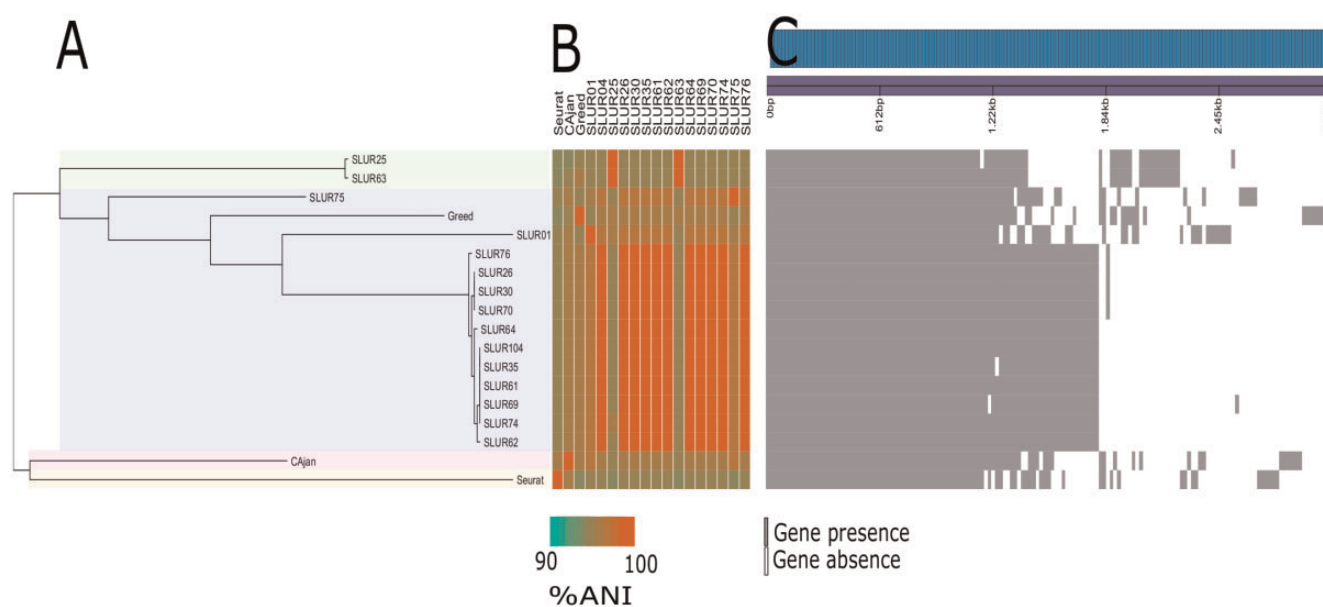 A
B
C
Seurat
CAjan
Greed
SLUR01
SLUR04
SLUR25
SLUR26
SLUR30
SLUR35
SLUR61
SLUR62
SLUR63
SLUR64
SLUR69
SLUR70
SLUR74
SLUR75
SLUR76
0bp
612bp
1.22kb
1.84kb
2.45kb
SLUR25
SLUR63
SLUR75
Greed
SLUR01
SLUR76
SLUR26
SLUR30
SLUR70
SLUR64
SLUR104
SLUR35
SLUR61
SLUR69
SLUR74
SLUR62
CAjan
Seurat
90
100
%ANI
Gene presence
Gene absence